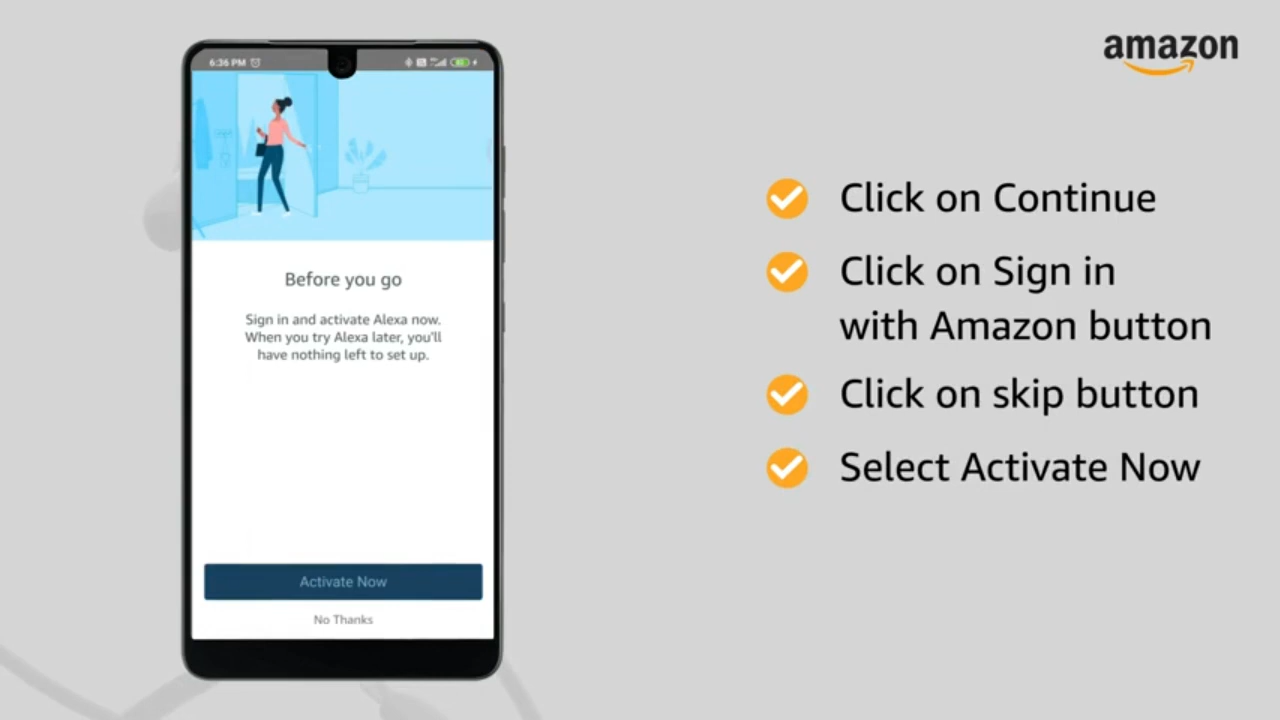 amazon
6:36 PM
Before you go
Sign in and activate Alexa now.
When you try Alexa later, you'll
have nothing left to set up.
Activate Now
No Thanks
Click on Continue
Click on Sign in
with Amazon button
Click on skip button
Select Activate Now